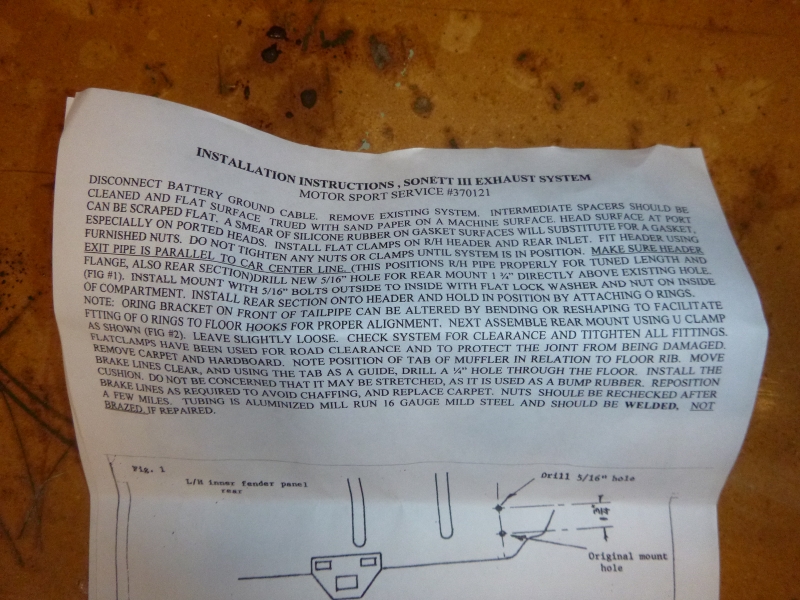 INSTALLATION INSTRUCTIONS , SONETT III EXHAUST SYSTEM
MOTOR SPORT SERVICE #370121
DISCONNECT BATTERY GROUND CABLE. REMOVE EXISTING SYSTEM. INTERMEDIATE SPACERS SHOULD BE
CLEANED AND FLAT SURFACE TRUED WITH SAND PAPER ON A MACHINE SURFACE. HEAD SURFACE AT PORT
CAN BE SCRAPED FLAT. A SMEAR OF SILICONE RUBBER ON GASKET SURFACES WILL SUBSTITUTE FOR A GASKET,
ESPECIALLY ON PORTED HEADS. INSTALL FLAT CLAMPS ON R/H HEADER AND REAR INLET. FIT HEADER USING
FURNISHED NUTS. DO NOT TIGHTEN ANY NUTS OR CLAMPS UNTIL SYSTEM IS IN POSITION. MAKE SURE HEADER
EXIT PIPE IS PARALLEL TO CAR CENTER LINE. (THIS POSITIONS R/H PIPE PROPERLY FOR TUNED LENGTH AND
FLANGE, ALSO REAR SECTION)DRILL NEW 5/16" HOLE FOR REAR MOUNT 1 ¾" DIRECTLY ABOVE EXISTING HOLE.
(FIG #1). INSTALL MOUNT WITH 5/16" BOLTS OUTSIDE TO INSIDE WITH FLAT LOCK WASHER AND NUT ON INSIDE
OF COMPARTMENT. INSTALL REAR SECTION ONTO HEADER AND HOLD IN POSITION BY ATTACHING O RINGS.
NOTE: ORING BRACKET ON FRONT OF TAILPIPE CAN BE ALTERED BY BENDING OR RESHAPING TO FACILITATE
FTTING OF O RINGS TO FLOOR HOOKS FOR PROPER ALIGNMENT. NEXT ASSEMBLE REAR MOUNT USING U CLAMP
AS SHOWN (FIG #2). LEAVE SLIGHTLY LOOSE. CHECK SYSTEM FOR CLEARANCE AND TITGHTEN ALL FITTINGS.
FLATCLAMPS HAVE BEEN USED FOR ROAD CLEARANCE AND TO PROTECT THE JOINT FROM BEING DAMAGED.
REMOVE CARPET AND HARDBOARD. NOTE POSITION OF TAB OF MUFFLER IN RELATION TO FLOOR RIB. MOVE
BRAKE LINES CLEAR, AND USING THE TAB AS A GUIDE, DRILL A ¼" HOLE THROUGH THE FLOOR. INSTALL THE
CUSHION. DO NOT BE CONCERNED THAT IT MAY BE STRETCHED, AS IT IS USED AS A BUMP RUBBER. REPOSITION
BRAKE LINES AS REQUIRED TO AVOID CHAFFING, AND REPLACE CARPET. NUTS SHOULE BE RECHECKED AFTER
A FEW MILES. TUBING IS ALUMINIZED MILL RUN 16 GAUGE MILD STEEL AND SHOULD BE WELDED, NOT
BRAZED, IF REPAIRED.
Fig. 1
L/H inner fender panel
rear
Drill 5/16" hole
1 3/4
Original mount
hole